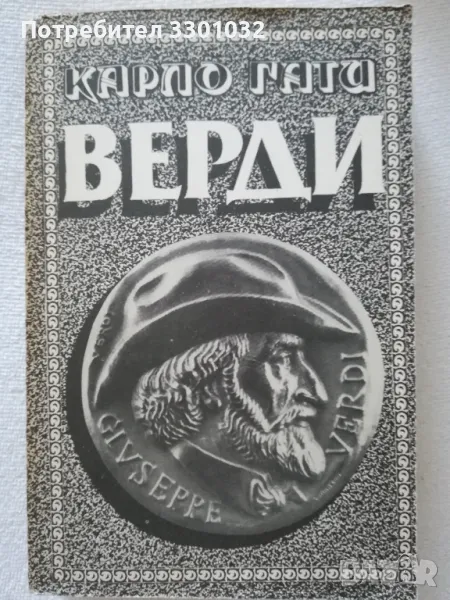 Потребител 3301032
КАРЛО ГАТИ
ВЕРДИ
GIVSEPPE VERDI